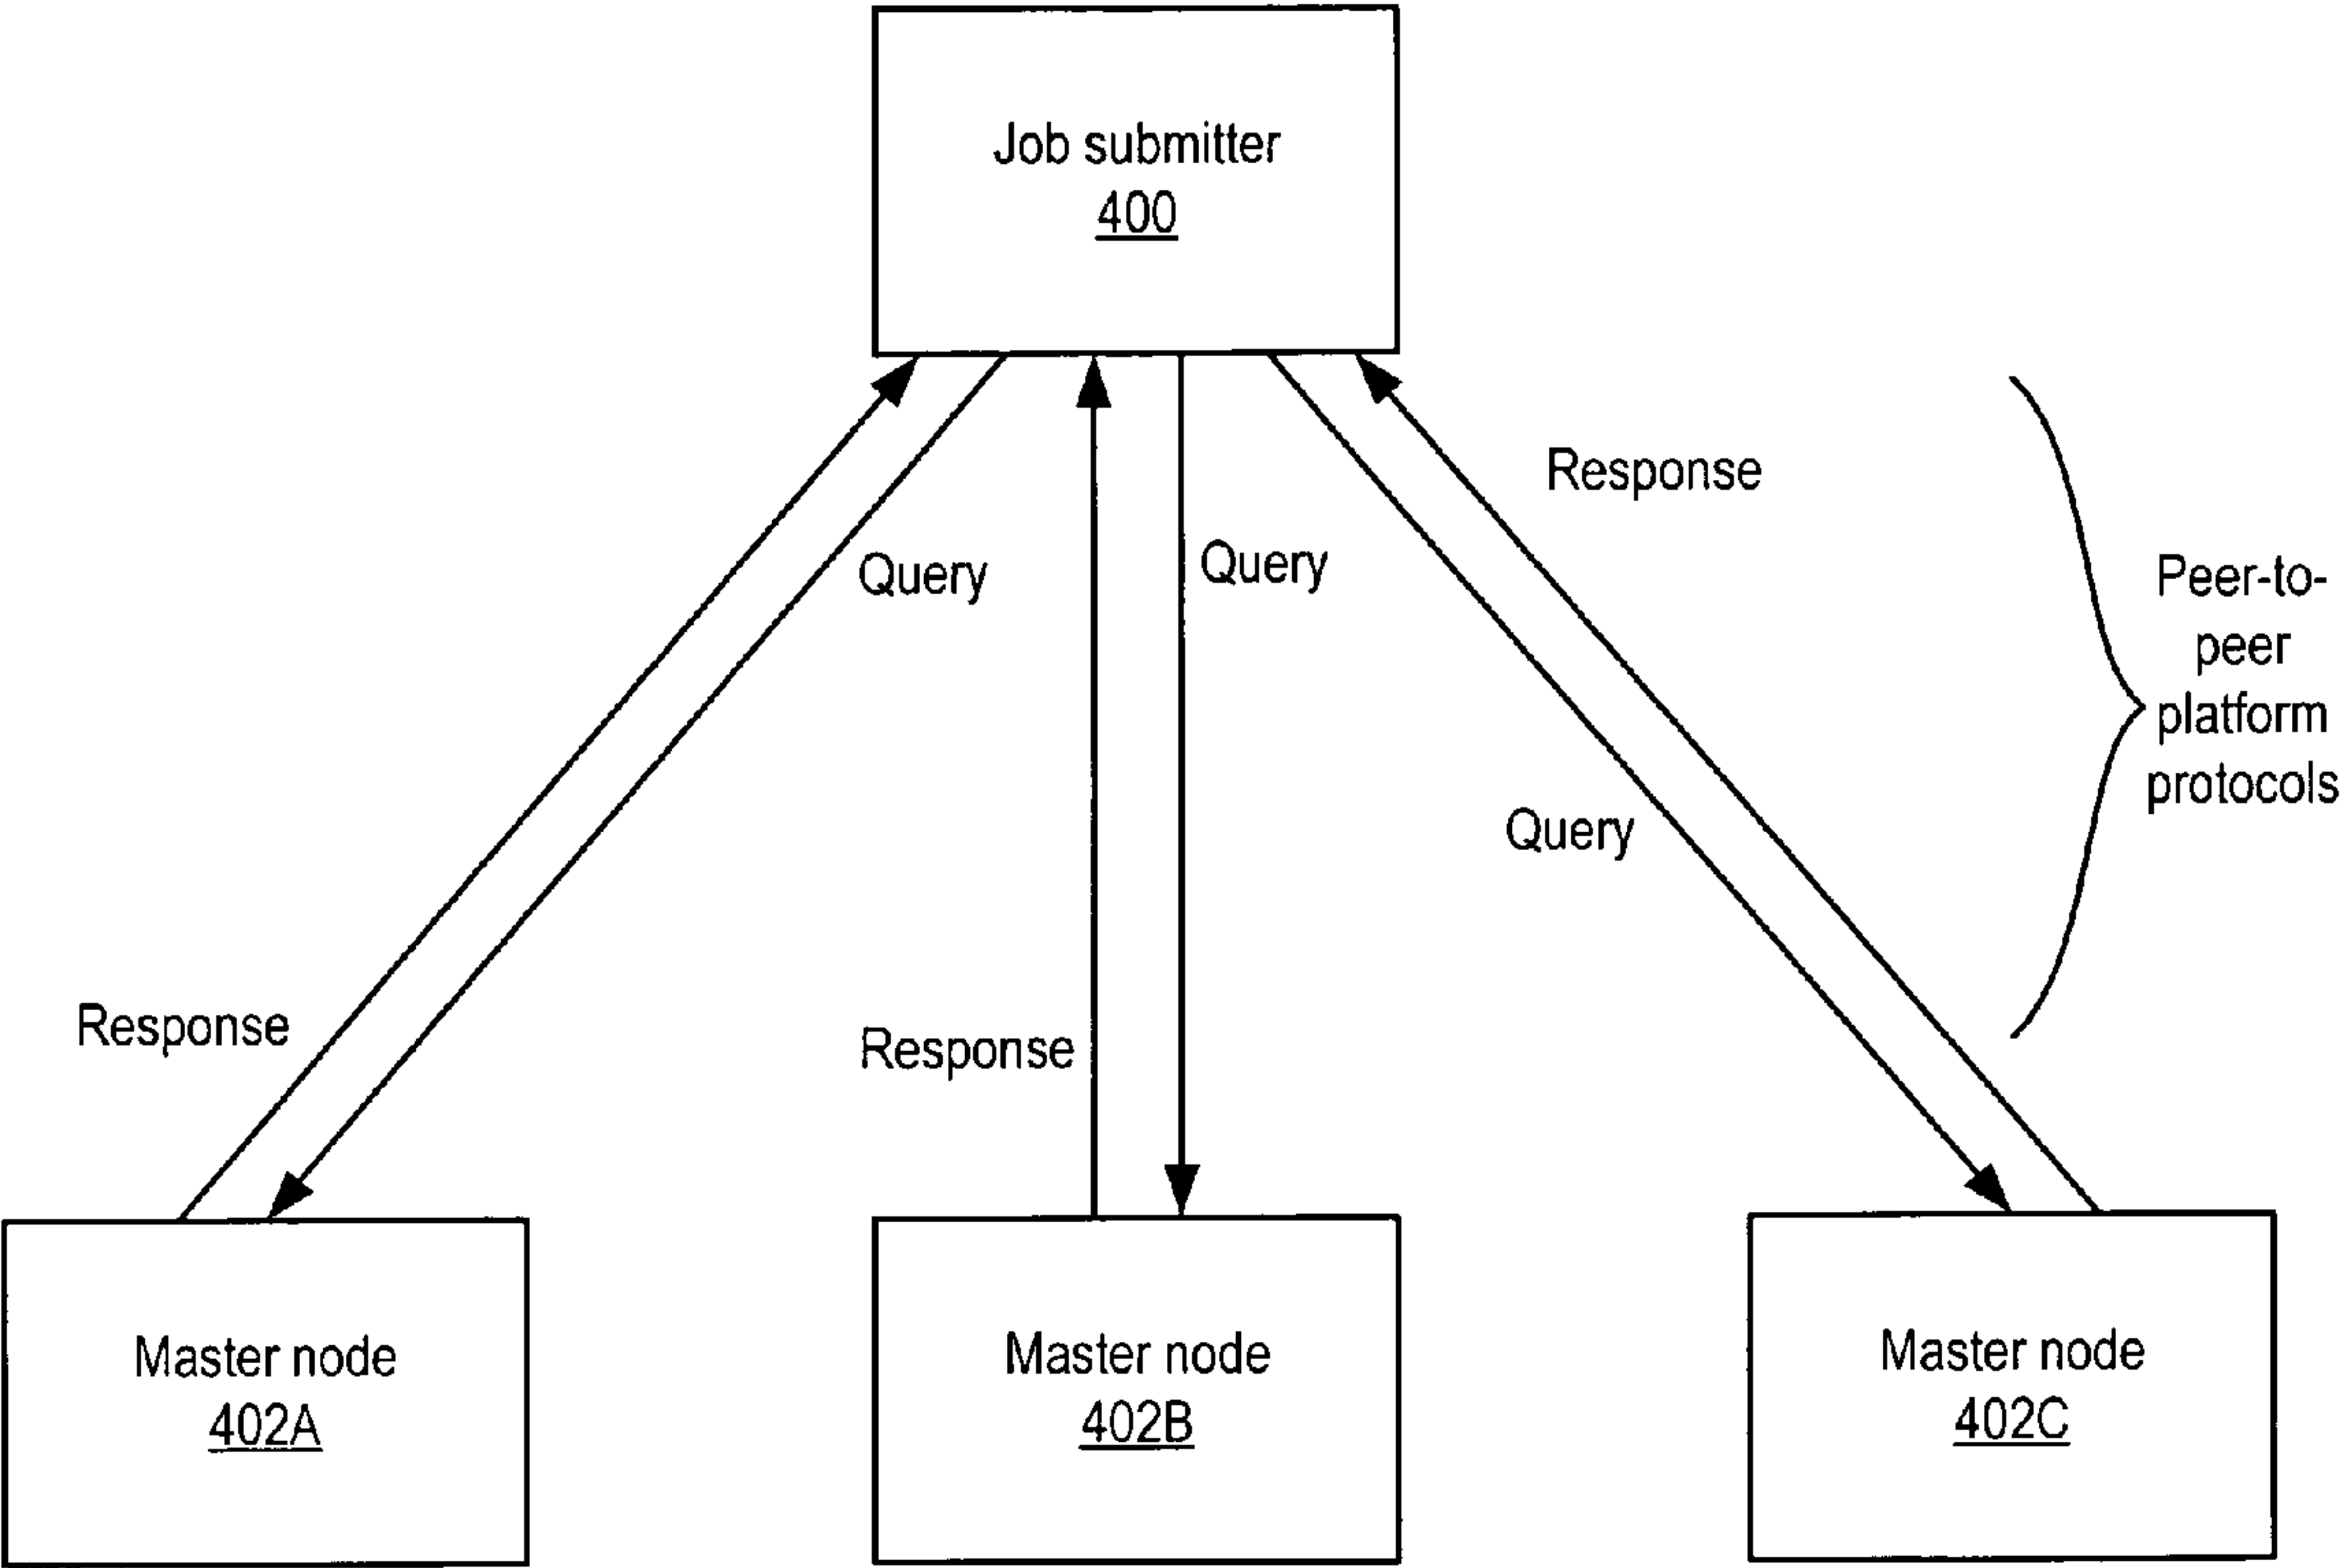 Job submitter
400
Response
Query
Query
Peer-to-
peer
platform
protocols
Query
Response
Response
Master node
402A
Master node
402B
Master node
402C